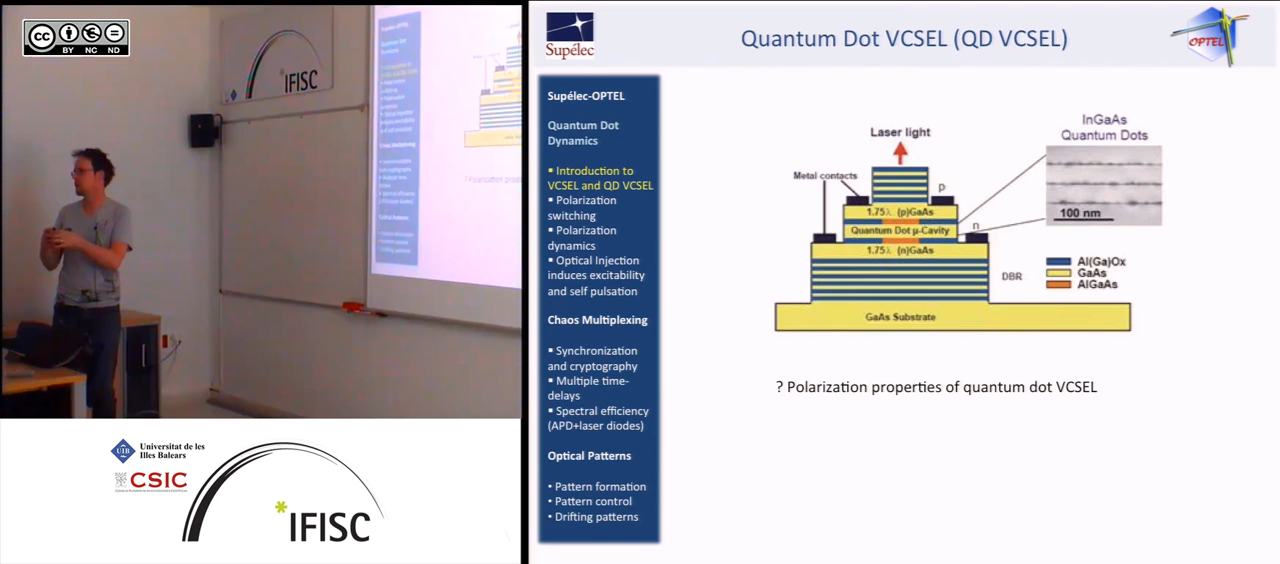 cc
BY NC ND
IFISC
Universitat de les
Illes Balears
CSIC
*IFISC
Supélec
Quantum Dot VCSEL (QD VCSEL)
OPTEL
Supélec-OPTEL
Quantum Dot
Dynamics
▪ Introduction to
VCSEL and QD VCSEL
▪ Polarization
switching
▪ Polarization
dynamics
▪ Optical Injection
induces excitability
and self pulsation
Chaos Multiplexing
▪ Synchronization
and cryptography
▪ Multiple time-
delays
▪ Spectral efficiency
(APD+laser diodes)
Optical Patterns
• Pattern formation
• Pattern control
• Drifting patterns
InGaAs
Quantum Dots
100 nm
Laser light
Metal contacts
p
1.75λ (p)GaAs
Quantum Dot µ-Cavity
n
1.75λ (n)GaAs
DBR
Al(Ga)Ox
GaAs
AlGaAs
GaAs Substrate
? Polarization properties of quantum dot VCSEL